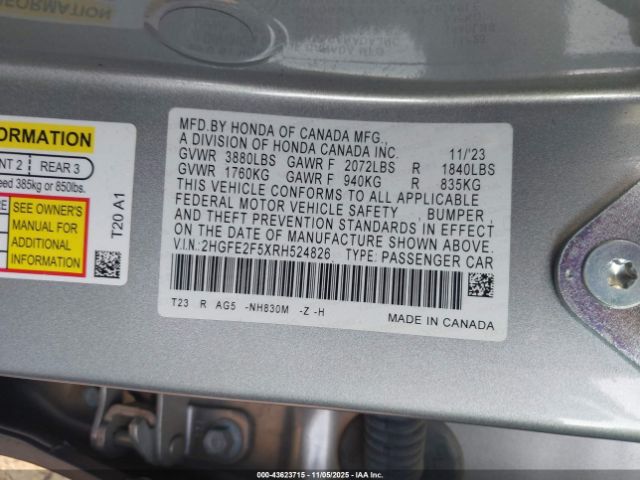 ORMATION
NT 2 REAR 3
eed 385kg or 850lbs.
RE
SEE OWNER'S
MANUAL FOR
ADDITIONAL
INFORMATION
T20 A1
MFD.BY HONDA OF CANADA MFG.,
A DIVISION OF HONDA CANADA INC. 11/'23
GVWR 3880LBS GAWR F 2072LBS R 1840LBS
GVWR 1760KG GAWR F 940KG R 835KG
THIS VEHICLE CONFORMS TO ALL APPLICABLE
FEDERAL MOTOR VEHICLE SAFETY , BUMPER ,
AND THEFT PREVENTION STANDARDS IN EFFECT
ON THE DATE OF MANUFACTURE SHOWN ABOVE.
V.I.N.:2HGFE2F5XRH524826 TYPE: PASSENGER CAR
T23 R AG5 -NH830M -Z -H
MADE IN CANADA
000-43623715 - 11/05/2025 - IAA Inc.